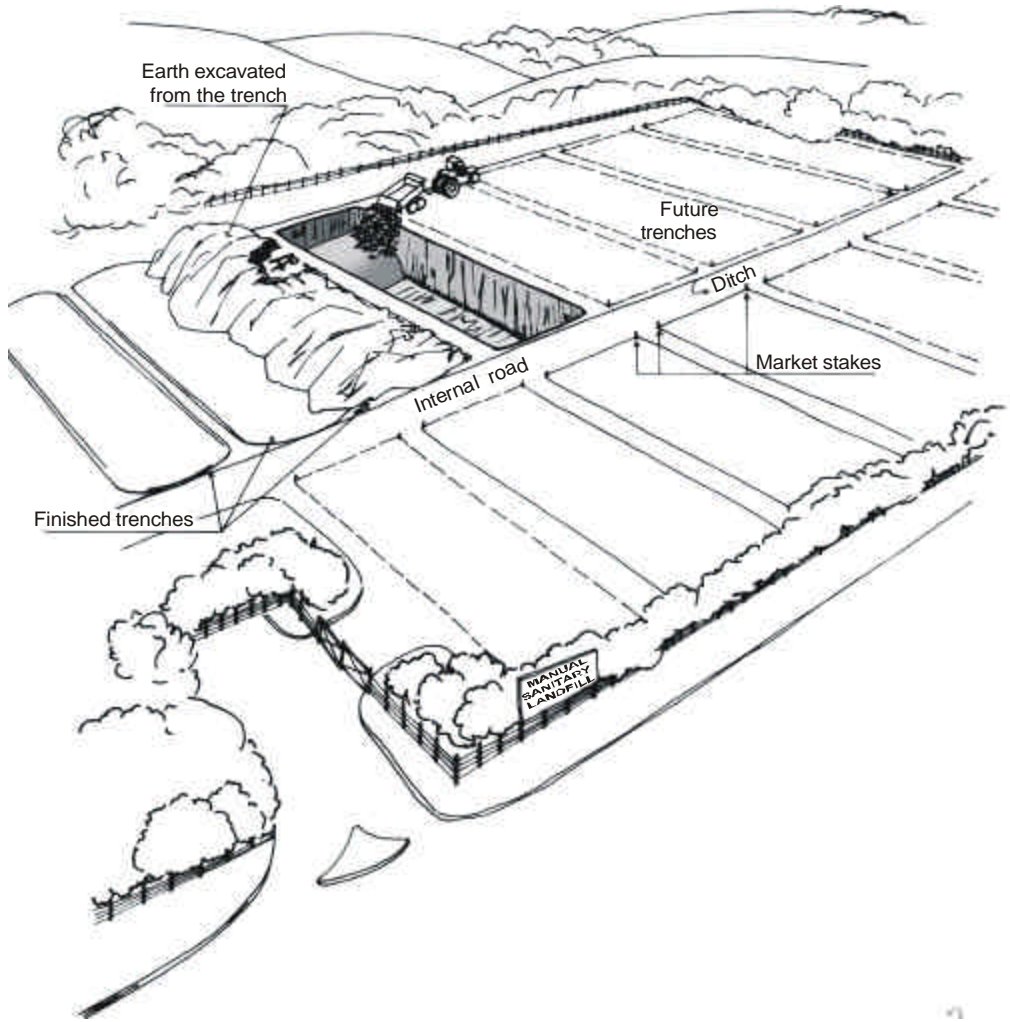 Earth excavated
from the trench
Future
trenches
Ditch
Market stakes
Internal road
Finished trenches
MANUAL
SANITARY
LANDFILL